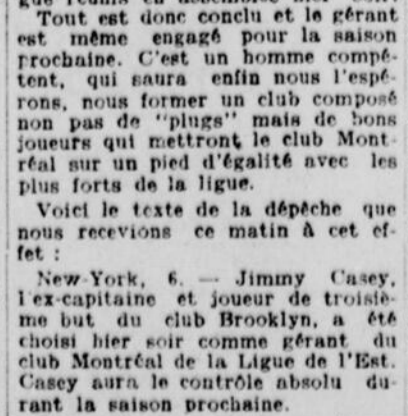 Tout est donc conclu et le gérant
est même engagé pour la saison
prochaine. C'est un homme compé-
tent, qui saura enfin nous l'espé-
rons, nous former un club composé
non pas de "plugs" mais de bons
joueurs qui mettront le club Mont
réal sur un pied d'égalité avec les
plus forts de la ligue.
Voici le texte de la dépêche que
nous recevions ce matin à cet ef-
fet :
New-York, 6. — Jimmy Casey,
l'ex-capitaine et joueur de troisiè-
me but du club Brooklyn, a été
choisi hier soir comme gérant du
club Montréal de la Ligue de l'Est.
Casey aura le contrôle absolu du-
rant la saison prochaine.